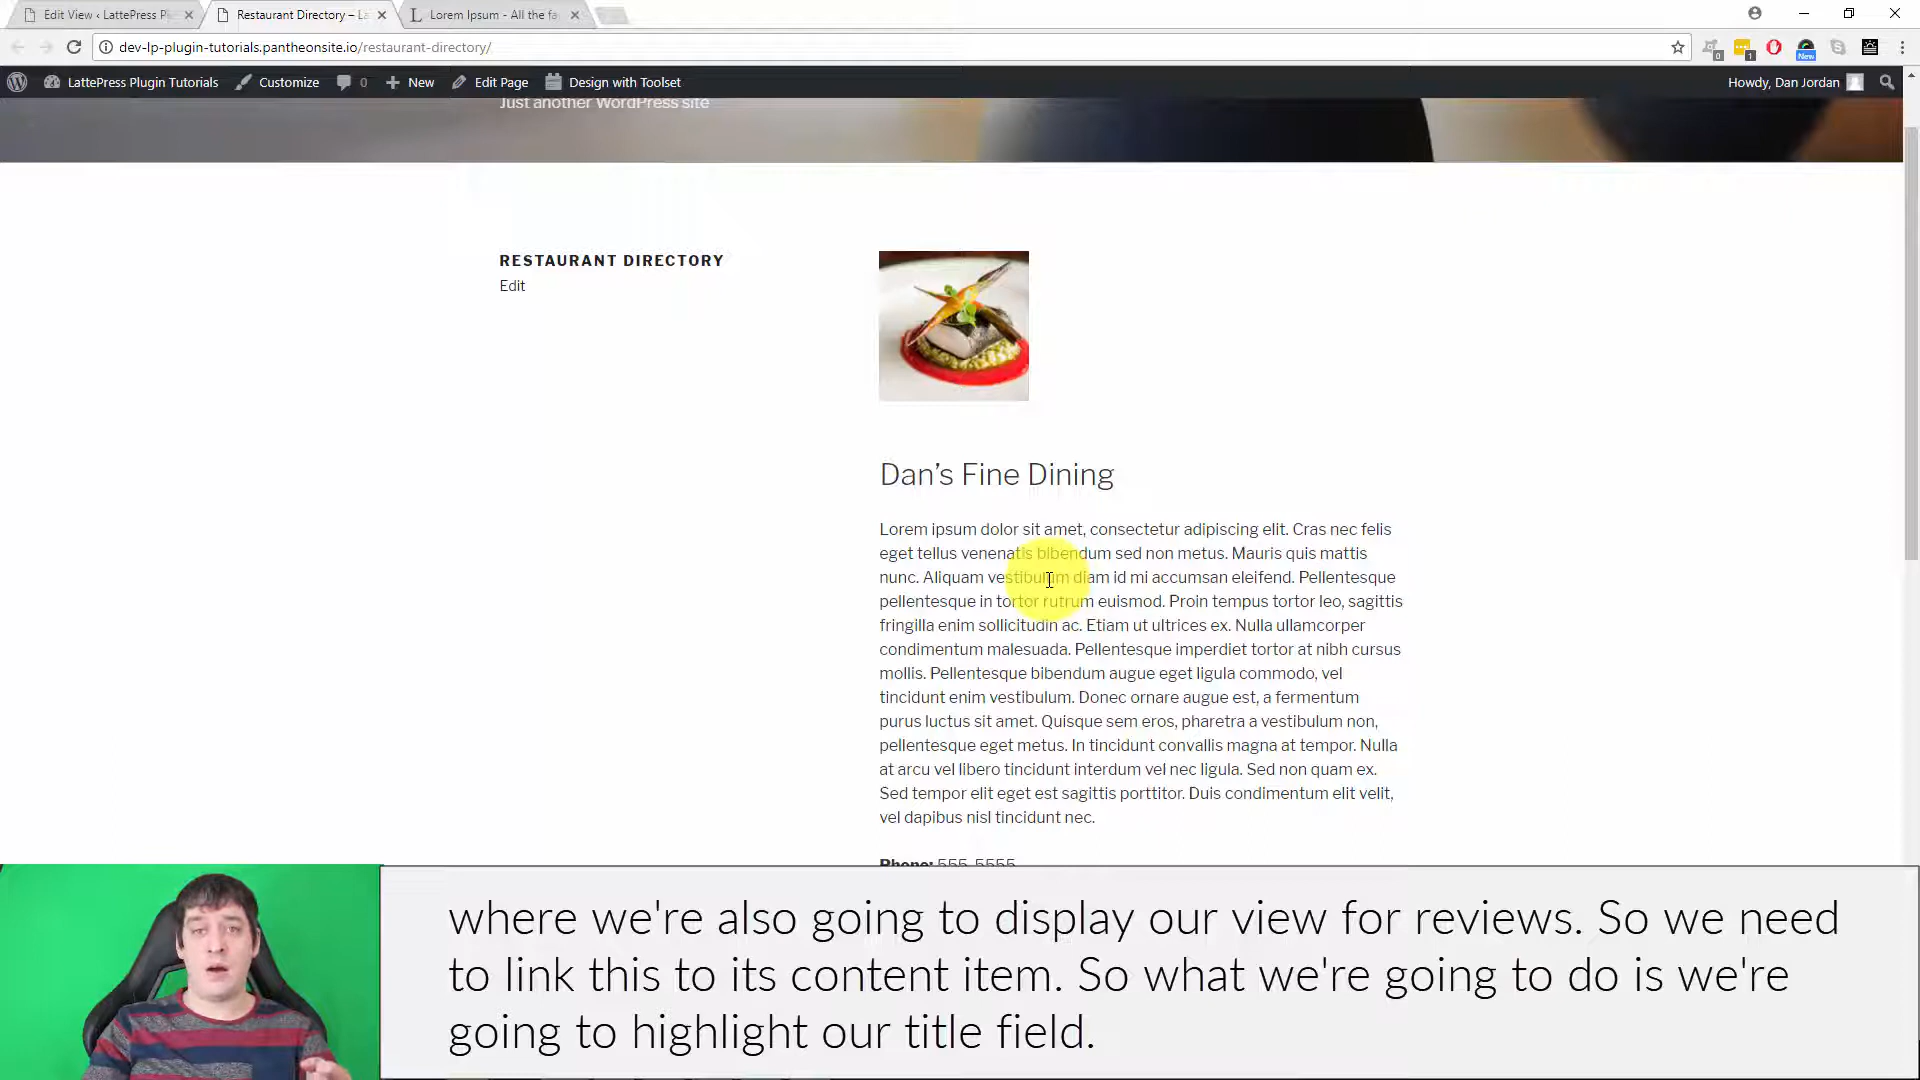 Edit View ‹ LattePress P
Restaurant Directory – La
Lorem Ipsum - All the fa
dev-lp-plugin-tutorials.pantheonsite.io/restaurant-directory/
LattePress Plugin Tutorials
Customize
0
New
Edit Page
Design with Toolset
Howdy, Dan Jordan
Just another WordPress site
RESTAURANT DIRECTORY
Edit
Dan's Fine Dining
Lorem ipsum dolor sit amet, consectetur adipiscing elit. Cras nec felis
eget tellus venenatis bibendum sed non metus. Mauris quis mattis
nunc. Aliquam vestibulum diam id mi accumsan eleifend. Pellentesque
pellentesque in tortor rutrum euismod. Proin tempus tortor leo, sagittis
fringilla enim sollicitudin ac. Etiam ut ultrices ex. Nulla ullamcorper
condimentum malesuada. Pellentesque imperdiet tortor at nibh cursus
mollis. Pellentesque bibendum augue eget ligula commodo, vel
tincidunt enim vestibulum. Donec ornare augue est, a fermentum
purus luctus sit amet. Quisque sem eros, pharetra a vestibulum non,
pellentesque eget metus. In tincidunt convallis magna at tempor. Nulla
at arcu vel libero tincidunt interdum vel nec ligula. Sed non quam ex.
Sed tempor elit eget est sagittis porttitor. Duis condimentum elit velit,
vel dapibus nisl tincidunt nec.
Phone: 555-5555
where we're also going to display our view for reviews. So we need
to link this to its content item. So what we're going to do is we're
going to highlight our title field.